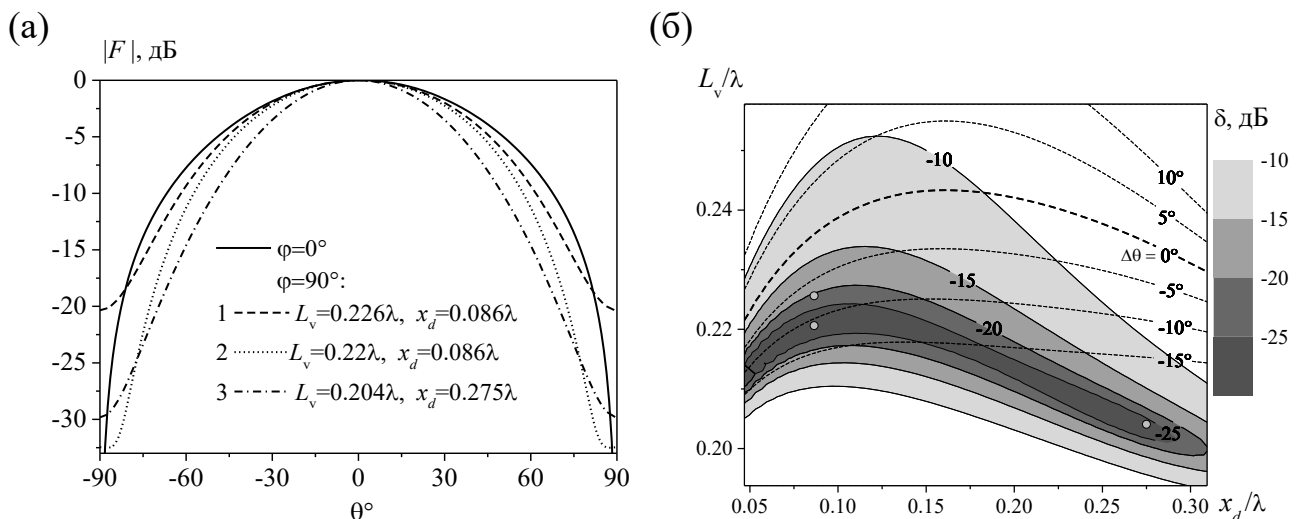 (а)
|F|, дБ
0
-5
-10
-15
-20
-25
-30
φ=0°
φ=90°:
1 L_v=0.226λ, x_d=0.086λ
2 L_v=0.22λ, x_d=0.086λ
3 L_v=0.204λ, x_d=0.275λ
-90 -60 -30 0 30 60 90
θ°
(б)
L_v/λ
0.24
0.22
0.20
-10
-15
-20
-25
10°
5°
Δθ = 0°
-5°
-10°
-15°
0.05 0.10 0.15 0.20 0.25 0.30 x_d/λ
δ, дБ
-10
-15
-20
-25